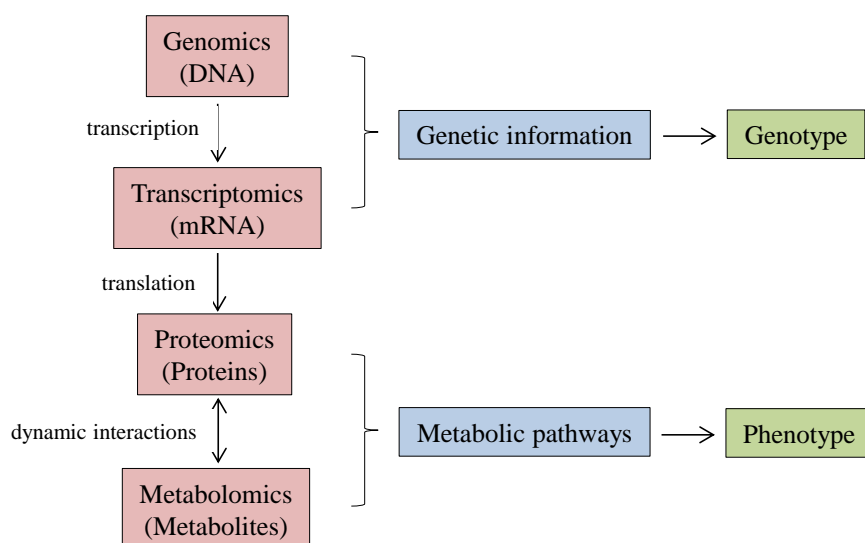 Genomics
(DNA)
transcription
Genetic information
Genotype
Transcriptomics
(mRNA)
translation
Proteomics
(Proteins)
dynamic interactions
Metabolic pathways
Phenotype
Metabolomics
(Metabolites)